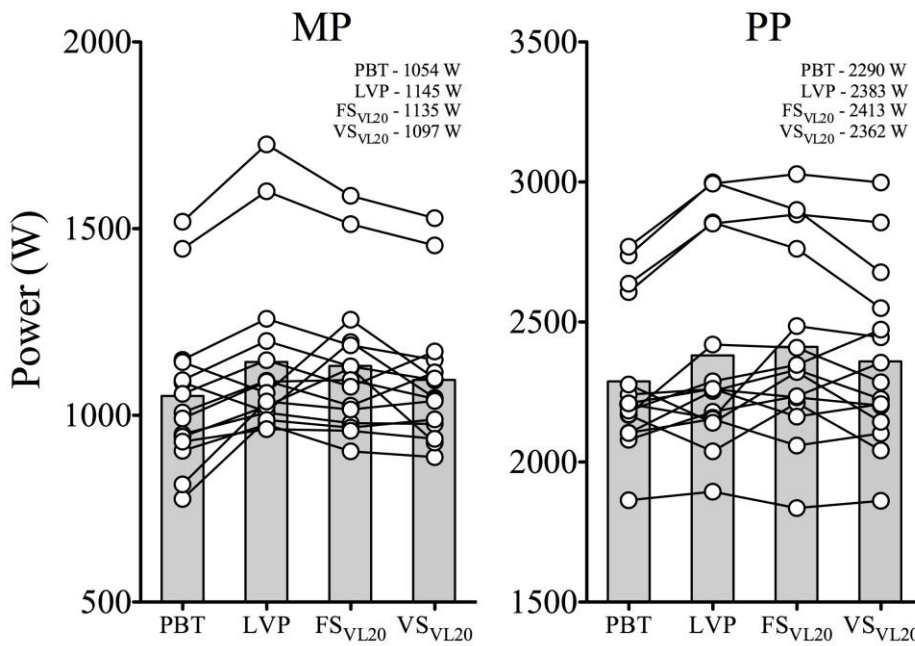 MP
Power (W)
2000
1500
1000
500
PBT - 1054 W
LVP - 1145 W
FSVL20 - 1135 W
VSVL20 - 1097 W
PBT LVP FSVL20 VSVL20
PP
3500
3000
2500
2000
1500
PBT - 2290 W
LVP - 2383 W
FSVL20 - 2413 W
VSVL20 - 2362 W
PBT LVP FSVL20 VSVL20